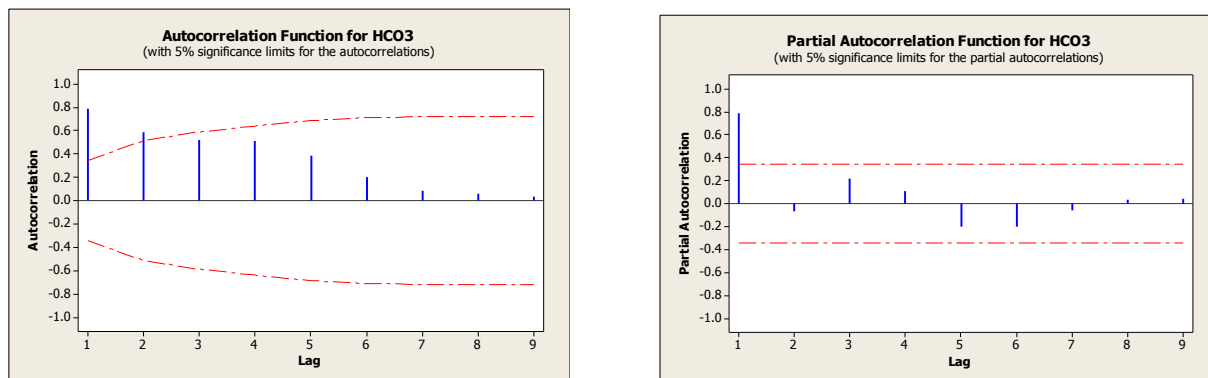 Autocorrelation Function for HCO3
(with 5% significance limits for the autocorrelations)
Autocorrelation
1.0
0.8
0.6
0.4
0.2
0.0
-0.2
-0.4
-0.6
-0.8
-1.0
1 2 3 4 5 6 7 8 9
Lag
Partial Autocorrelation Function for HCO3
(with 5% significance limits for the partial autocorrelations)
Partial Autocorrelation
1.0
0.8
0.6
0.4
0.2
0.0
-0.2
-0.4
-0.6
-0.8
-1.0
1 2 3 4 5 6 7 8 9
Lag